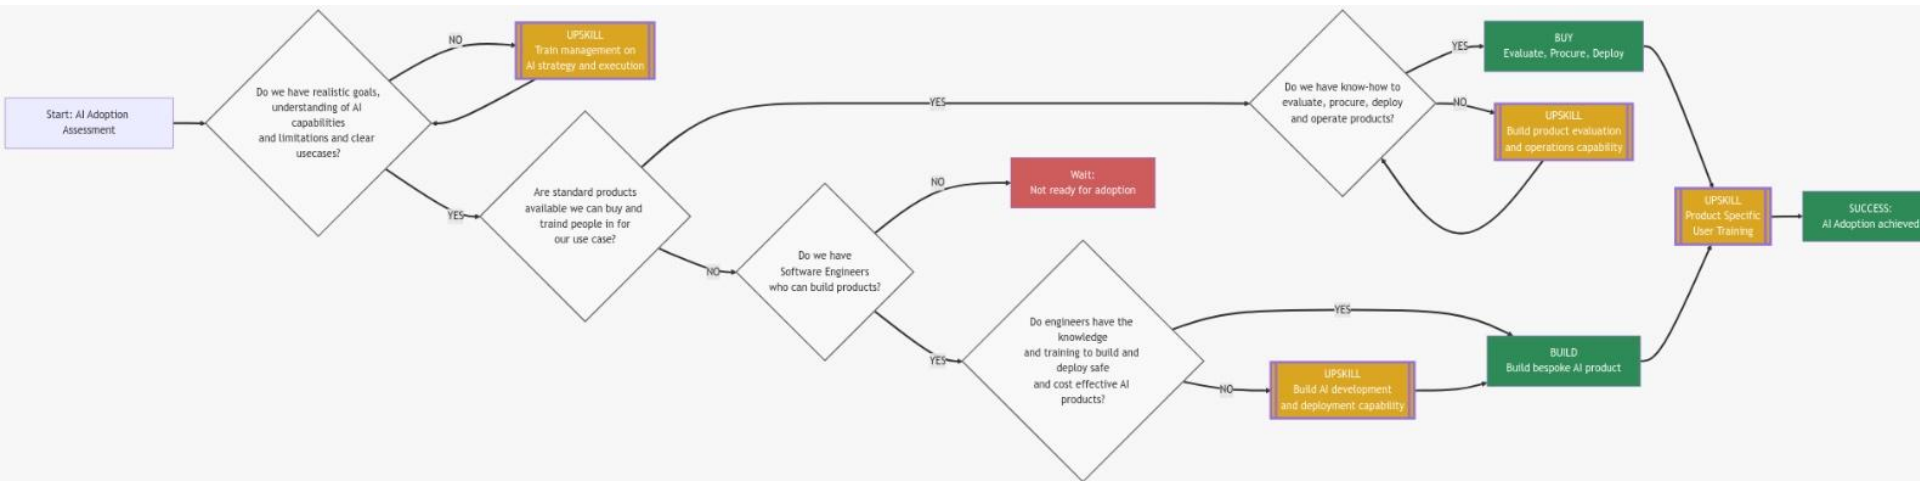 Start: AI Adoption
Assessment
Do we have realistic goals,
understanding of AI
capabilities
and limitations and clear
usecases?
NO
UPSKILL
Train management on
AI strategy and execution
YES
Are standard products
available we can buy and
traind people in for
our use case?
YES
NO
Do we have
Software Engineers
who can build products?
NO
Wait:
Not ready for adoption
YES
Do engineers have the
knowledge
and training to build and
deploy safe
and cost effective AI
products?
YES
NO
UPSKILL
Build AI development
and deployment capability
BUILD
Build bespoke AI product
Do we have know-how to
evaluate, procure, deploy
and operate products?
YES
BUY
Evaluate, Procure, Deploy
NO
UPSKILL
Build product evaluation
and operations capability
UPSKILL
Product Specific
User Training
SUCCESS:
AI Adoption achieved